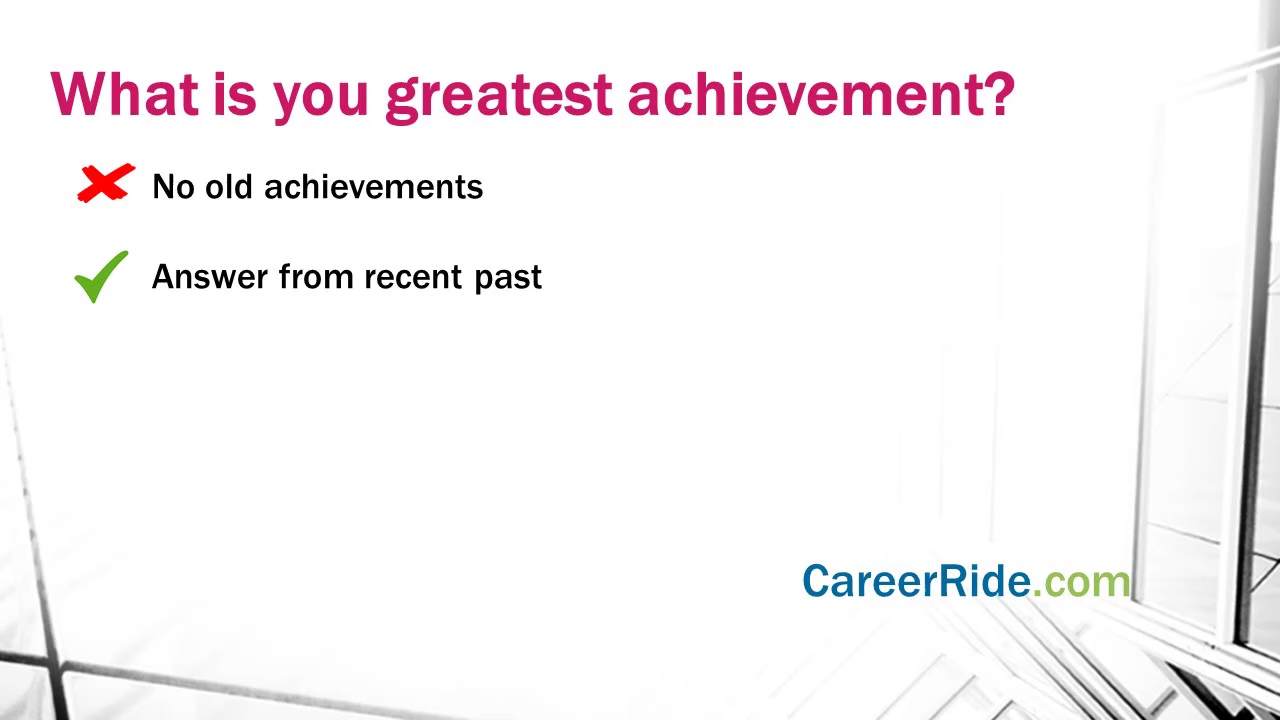 What is you greatest achievement?
No old achievements
Answer from recent past
CareerRide.com